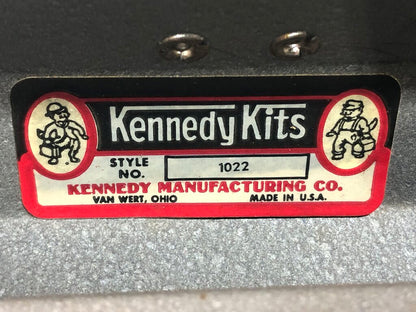 Kennedy Kits
STYLE NO. 1022
KENNEDY MANUFACTURING CO.
VAN WERT, OHIO MADE IN U.S.A.